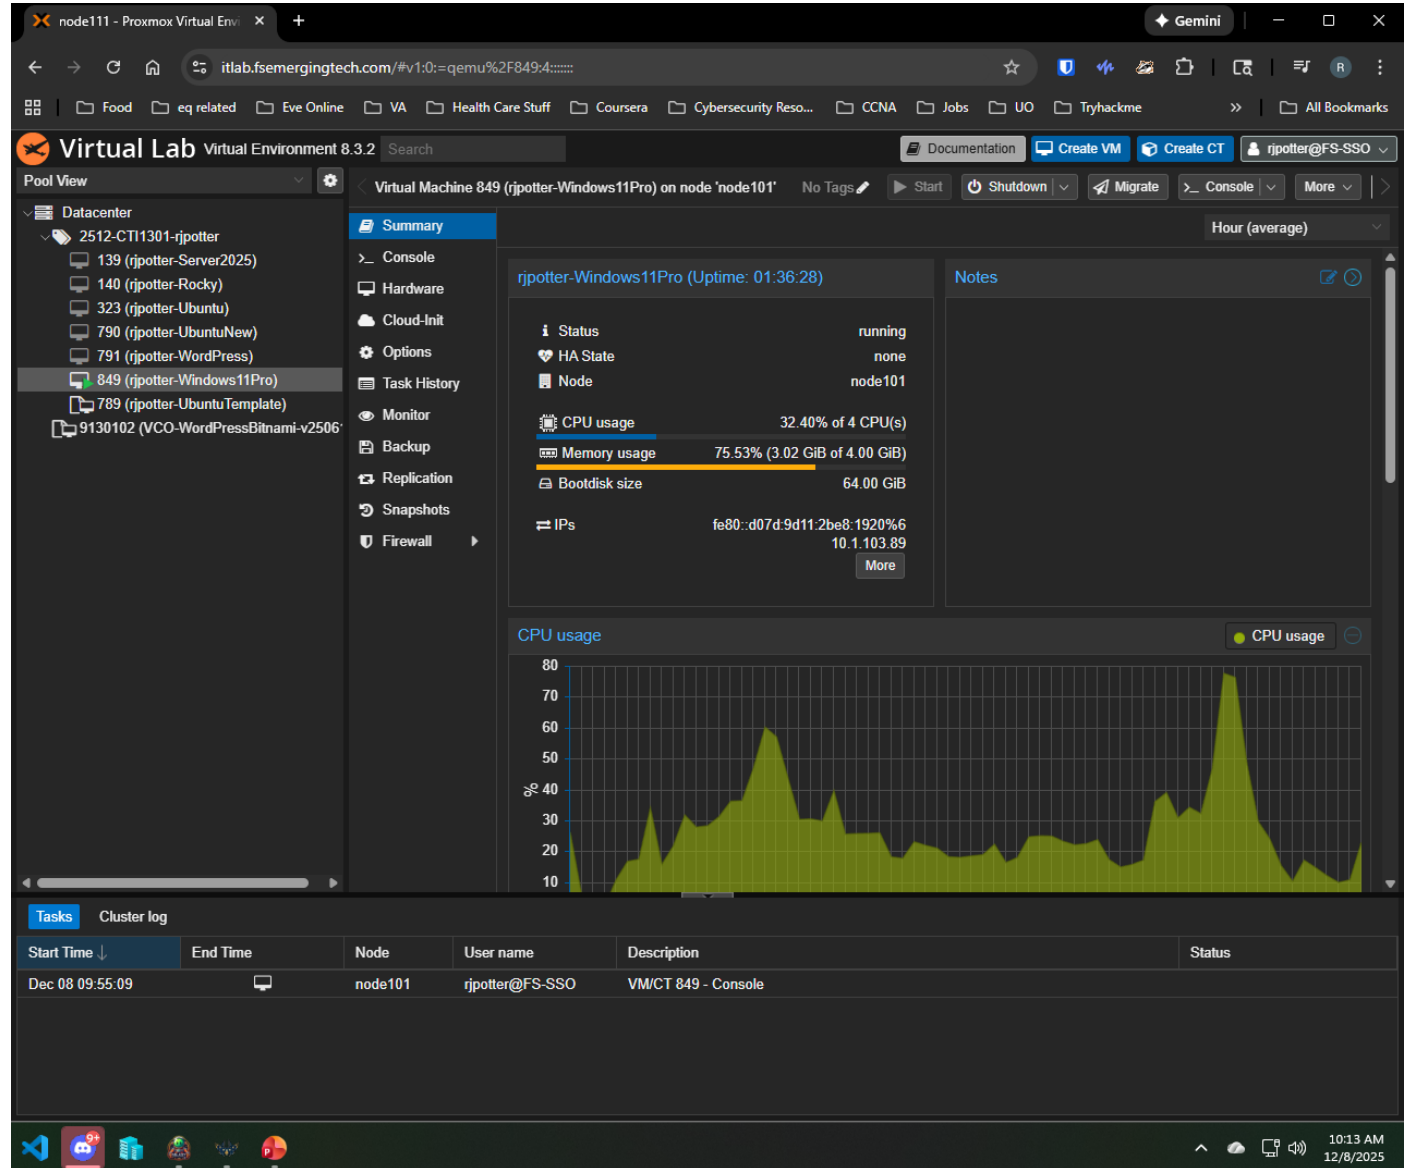 node111 - Proxmox Virtual Envi
Gemini
itlab.fsemergingtech.com/#v1:0:=qemu%2F849:4:::::::
R
Food eq related Eve Online VA Health Care Stuff Coursera Cybersecurity Reso... CCNA Jobs UO Tryhackme » All Bookmarks
Virtual Lab Virtual Environment 8.3.2 Search Documentation Create VM Create CT rjpotter@FS-SSO
Pool View
Virtual Machine 849 (rjpotter-Windows11Pro) on node 'node101' No Tags Start Shutdown Migrate Console More
Datacenter
2512-CTI1301-rjpotter
139 (rjpotter-Server2025)
140 (rjpotter-Rocky)
323 (rjpotter-Ubuntu)
790 (rjpotter-UbuntuNew)
791 (rjpotter-WordPress)
849 (rjpotter-Windows11Pro)
789 (rjpotter-UbuntuTemplate)
9130102 (VCO-WordPressBitnami-v2506
Summary
Console
Hardware
Cloud-Init
Options
Task History
Monitor
Backup
Replication
Snapshots
Firewall
Hour (average)
rjpotter-Windows11Pro (Uptime: 01:36:28)
Status running
HA State none
Node node101
CPU usage 32.40% of 4 CPU(s)
Memory usage 75.53% (3.02 GiB of 4.00 GiB)
Bootdisk size 64.00 GiB
IPs fe80::d07d:9d11:2be8:1920%6
10.1.103.89
More
Notes
CPU usage
CPU usage
80
70
60
50
40
30
20
10
%
Tasks Cluster log
Start Time End Time Node User name Description Status
Dec 08 09:55:09 node101 rjpotter@FS-SSO VM/CT 849 - Console
9+
P
10:13 AM
12/8/2025